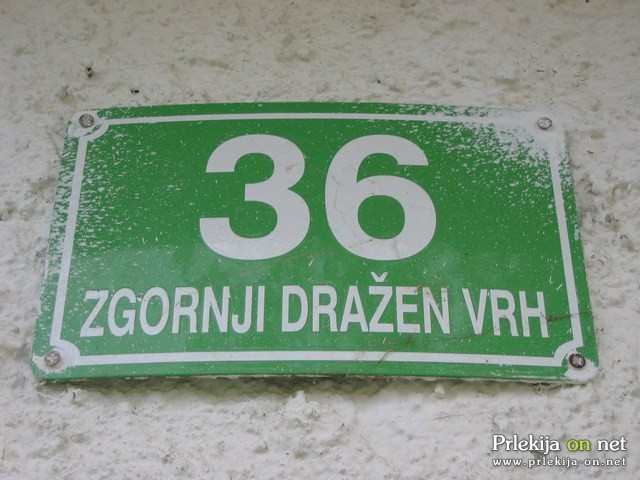 36
ZGORNJI DRAŽEN VRH
Prlekija on net
www.prlekija-on.net